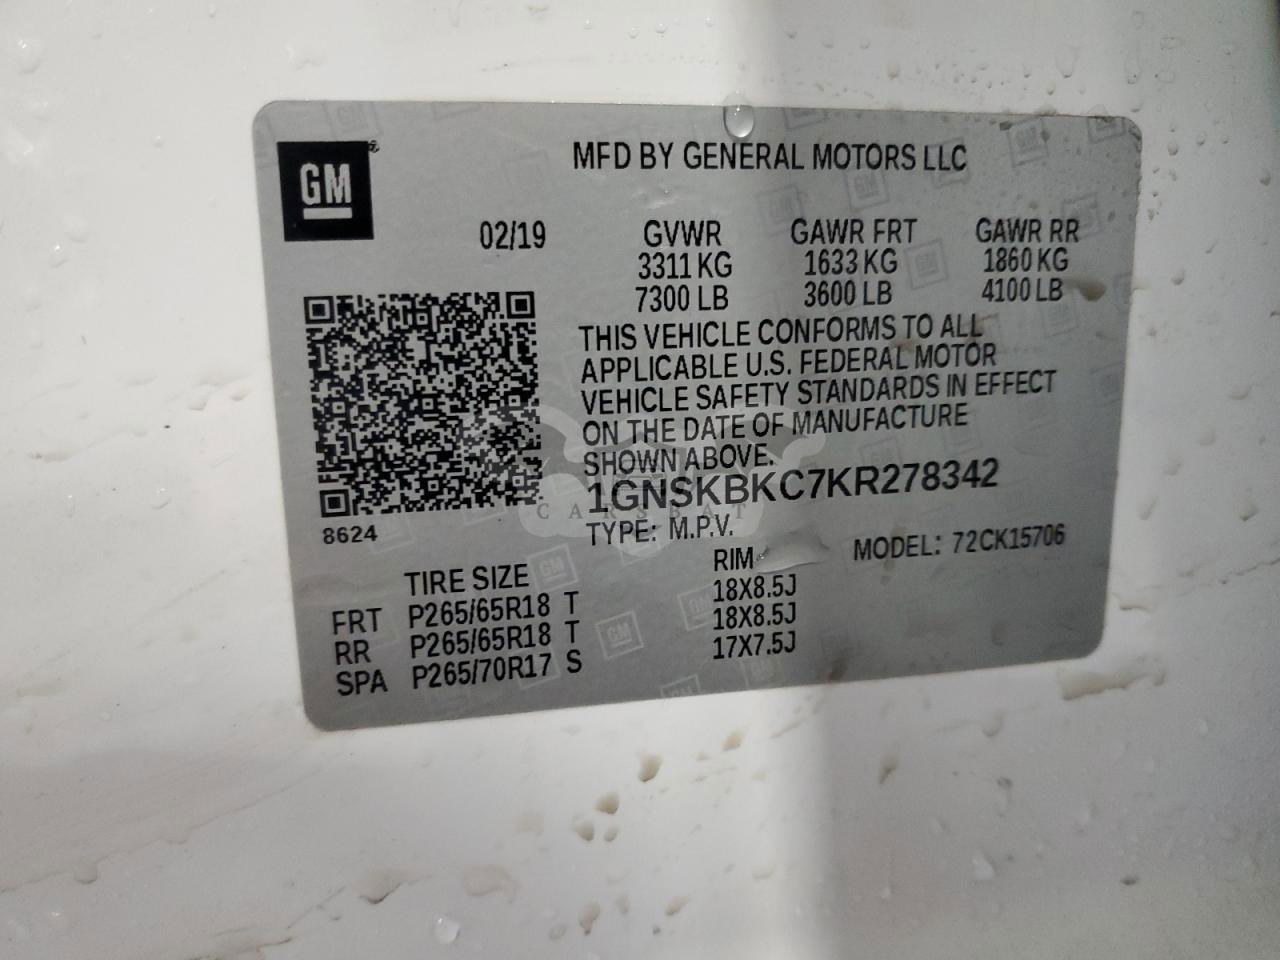 GM
MFD BY GENERAL MOTORS LLC
02/19 GVWR GAWR FRT GAWR RR
3311 KG 1633 KG 1860 KG
7300 LB 3600 LB 4100 LB
THIS VEHICLE CONFORMS TO ALL
APPLICABLE U.S. FEDERAL MOTOR
VEHICLE SAFETY STANDARDS IN EFFECT
ON THE DATE OF MANUFACTURE
SHOWN ABOVE.
1GNSKBKC7KR278342
CARSBAT
8624
TYPE: M.P.V. MODEL: 72CK15706
TIRE SIZE RIM
FRT P265/65R18 T 18X8.5J
RR P265/65R18 T 18X8.5J
SPA P265/70R17 S 17X7.5J